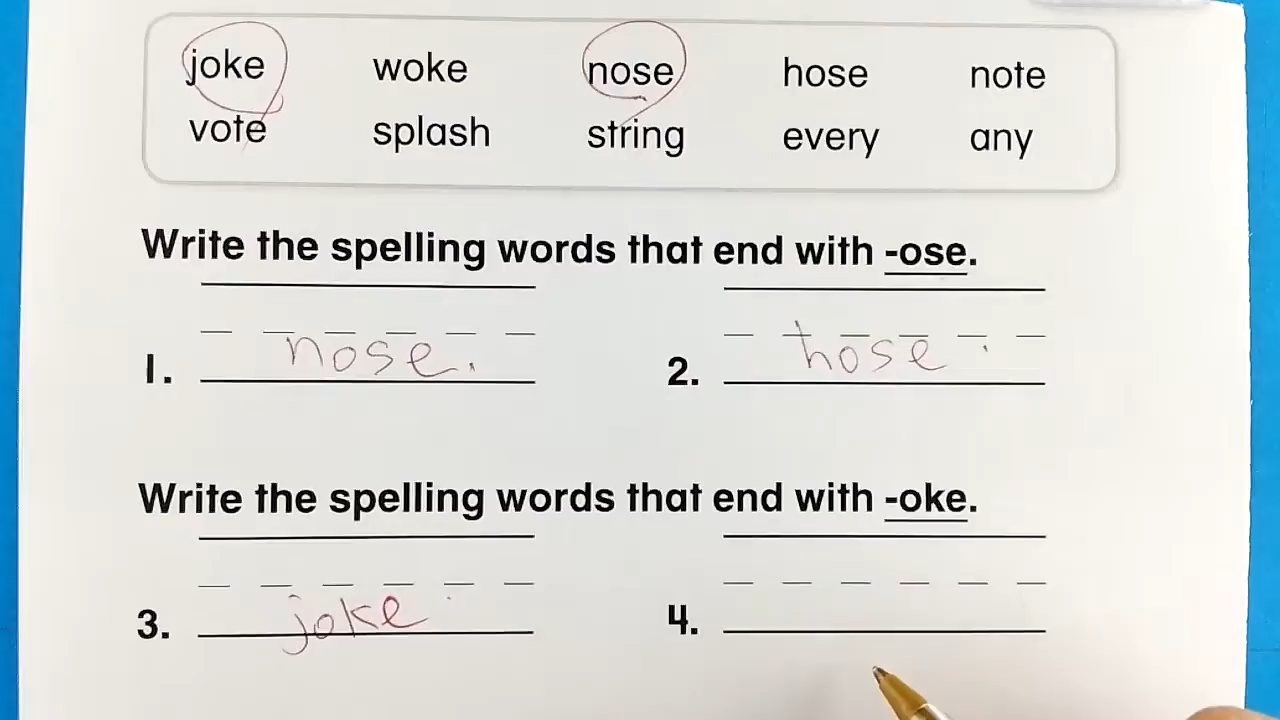 joke woke nose hose note
vote splash string every any
Write the spelling words that end with -ose.
1. nose. 2. hose.
Write the spelling words that end with -oke.
3. joke 4.